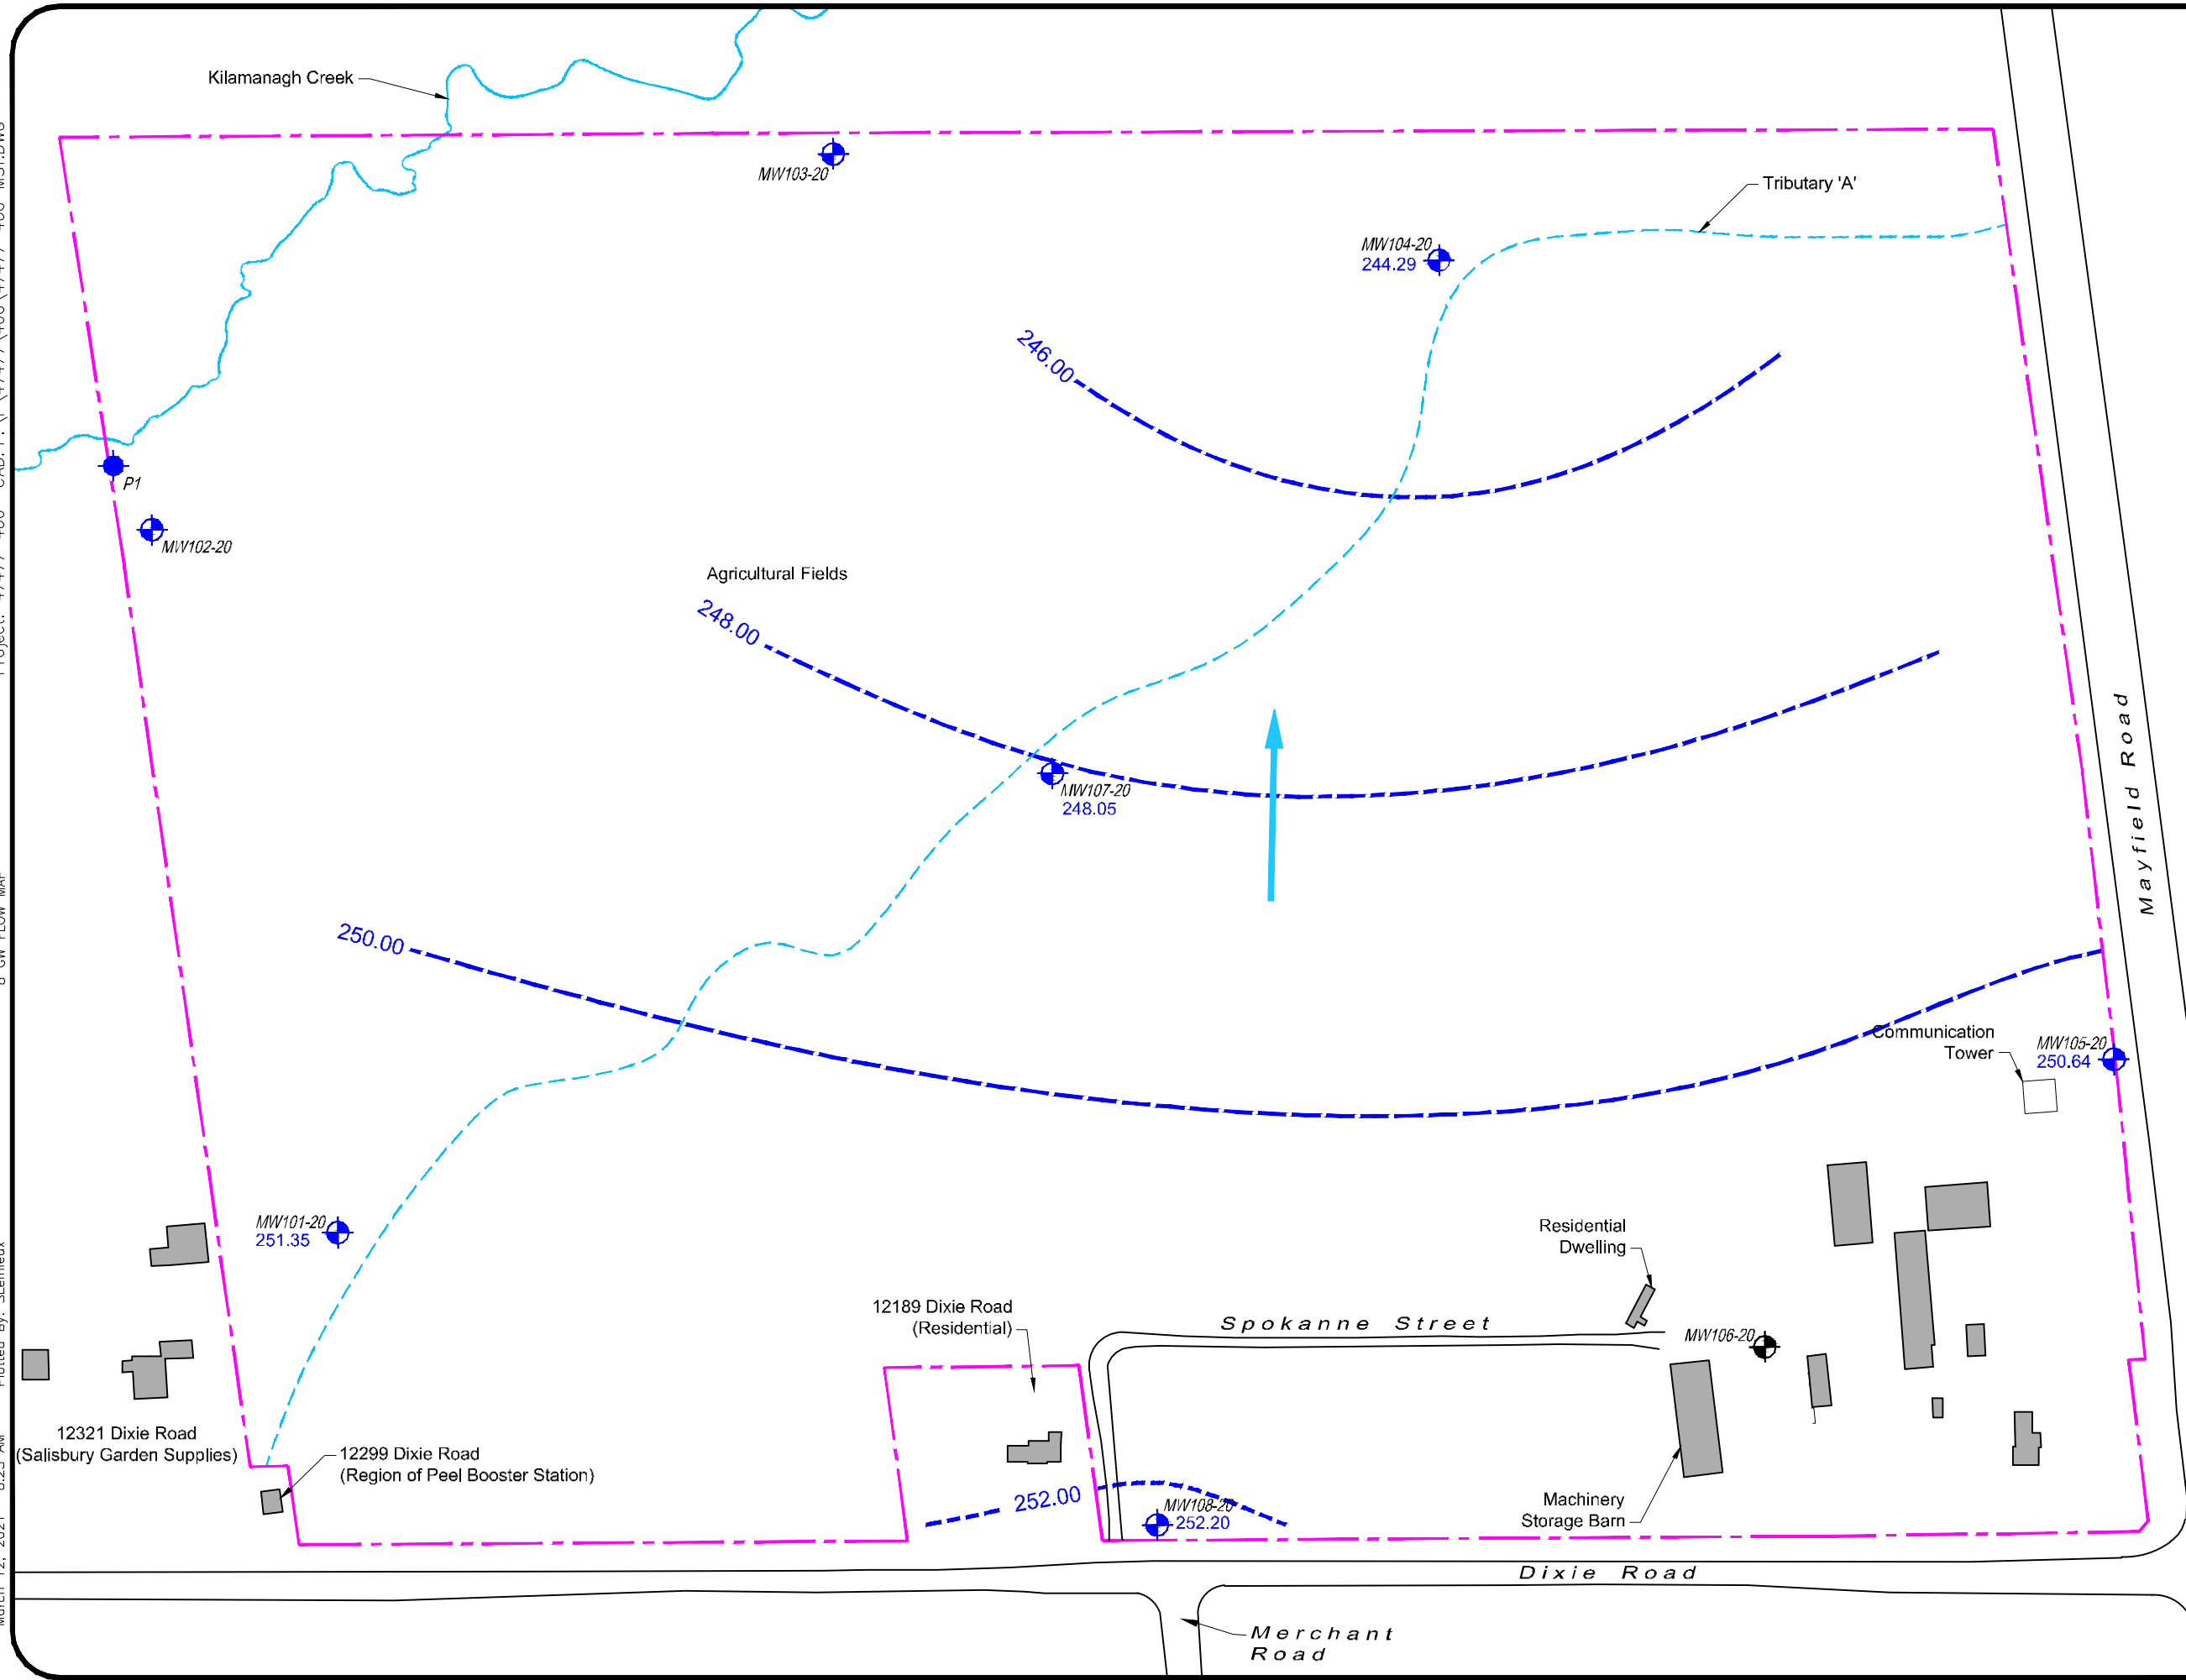 Kilamanagh Creek
MW103-20
Tributary 'A'
MW104-20
244.29
246.00
P1
MW102-20
Agricultural Fields
248.00
MW107-20
248.05
Mayfield Road
250.00
Communication
Tower
MW105-20
250.64
MW101-20
251.35
Residential
Dwelling
12189 Dixie Road
(Residential)
Spokanne Street
MW106-20
12321 Dixie Road
(Salisbury Garden Supplies)
12299 Dixie Road
(Region of Peel Booster Station)
252.00
MW108-20
252.20
Machinery
Storage Barn
Dixie Road
Merchant
Road